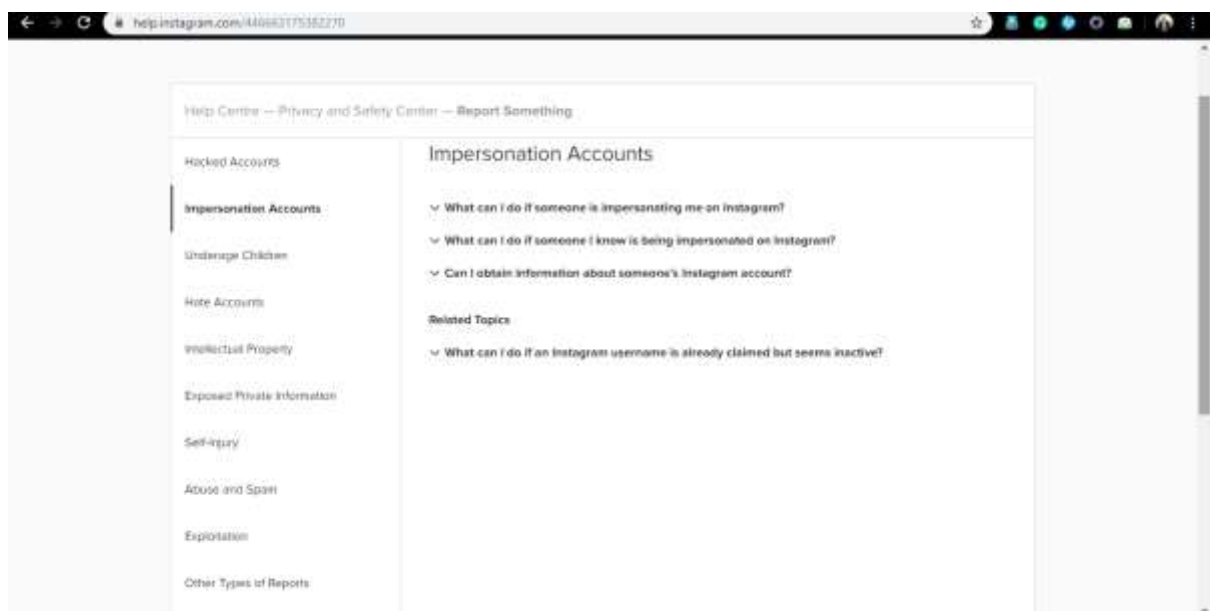 help.instagram.com/446663175382270
Help Centre — Privacy and Safety Center — Report Something
Hacked Accounts
Impersonation Accounts
Underage Children
Hate Accounts
Intellectual Property
Exposed Private Information
Self-Injury
Abuse and Spam
Exploitation
Other Types of Reports
Impersonation Accounts
What can I do if someone is impersonating me on Instagram?
What can I do if someone I know is being impersonated on Instagram?
Can I obtain information about someone's Instagram account?
Related Topics
What can I do if an Instagram username is already claimed but seems inactive?